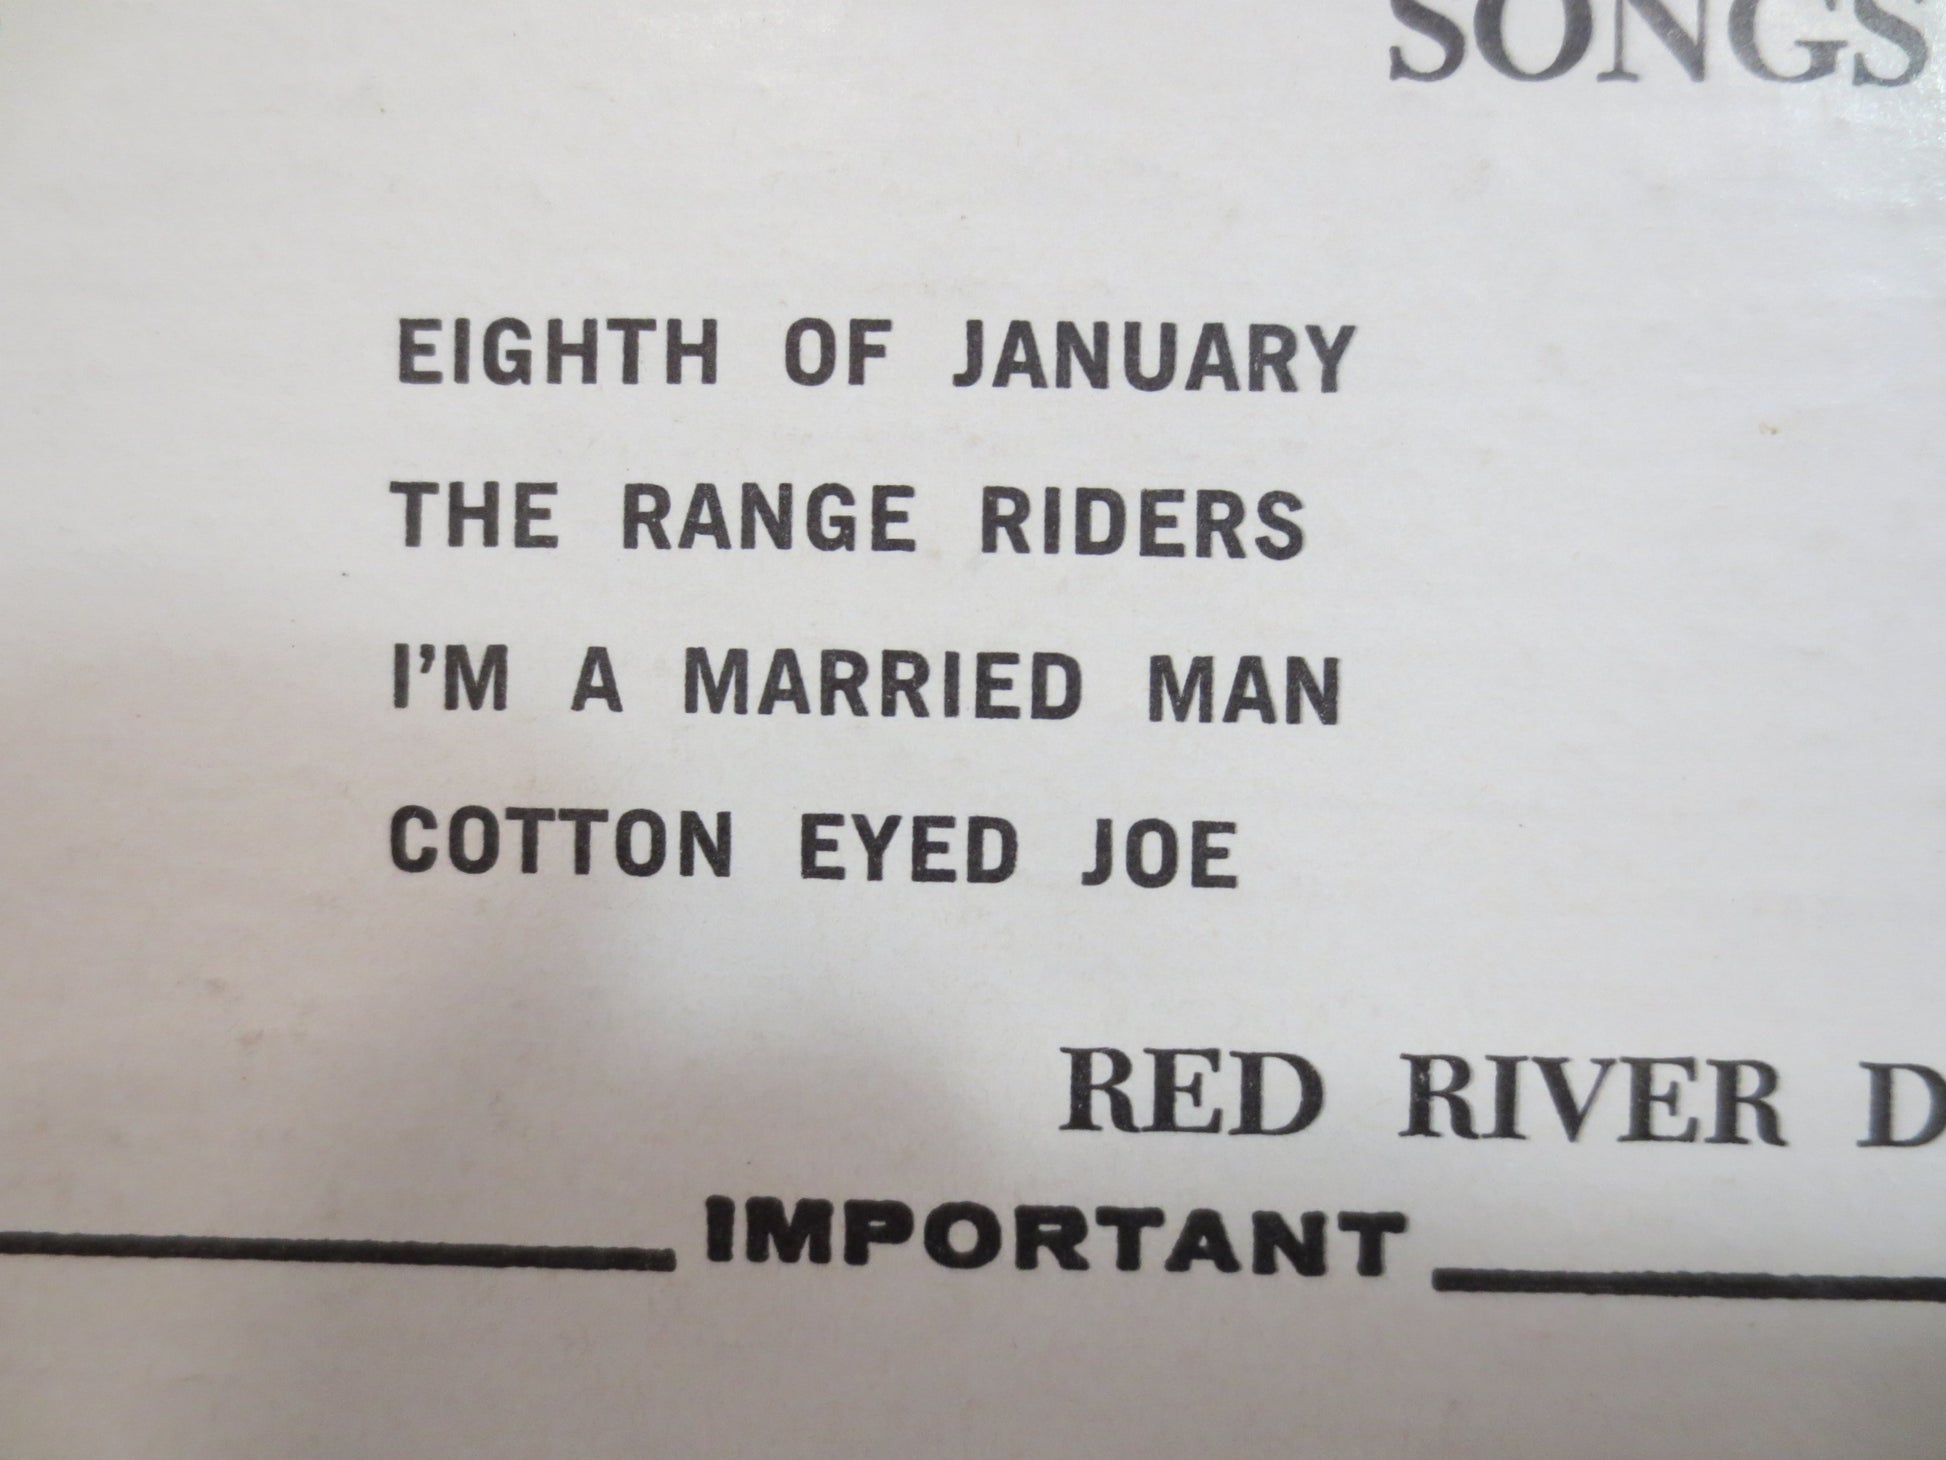 SONGS
EIGHTH OF JANUARY
THE RANGE RIDERS
I'M A MARRIED MAN
COTTON EYED JOE
RED RIVER D
IMPORTANT